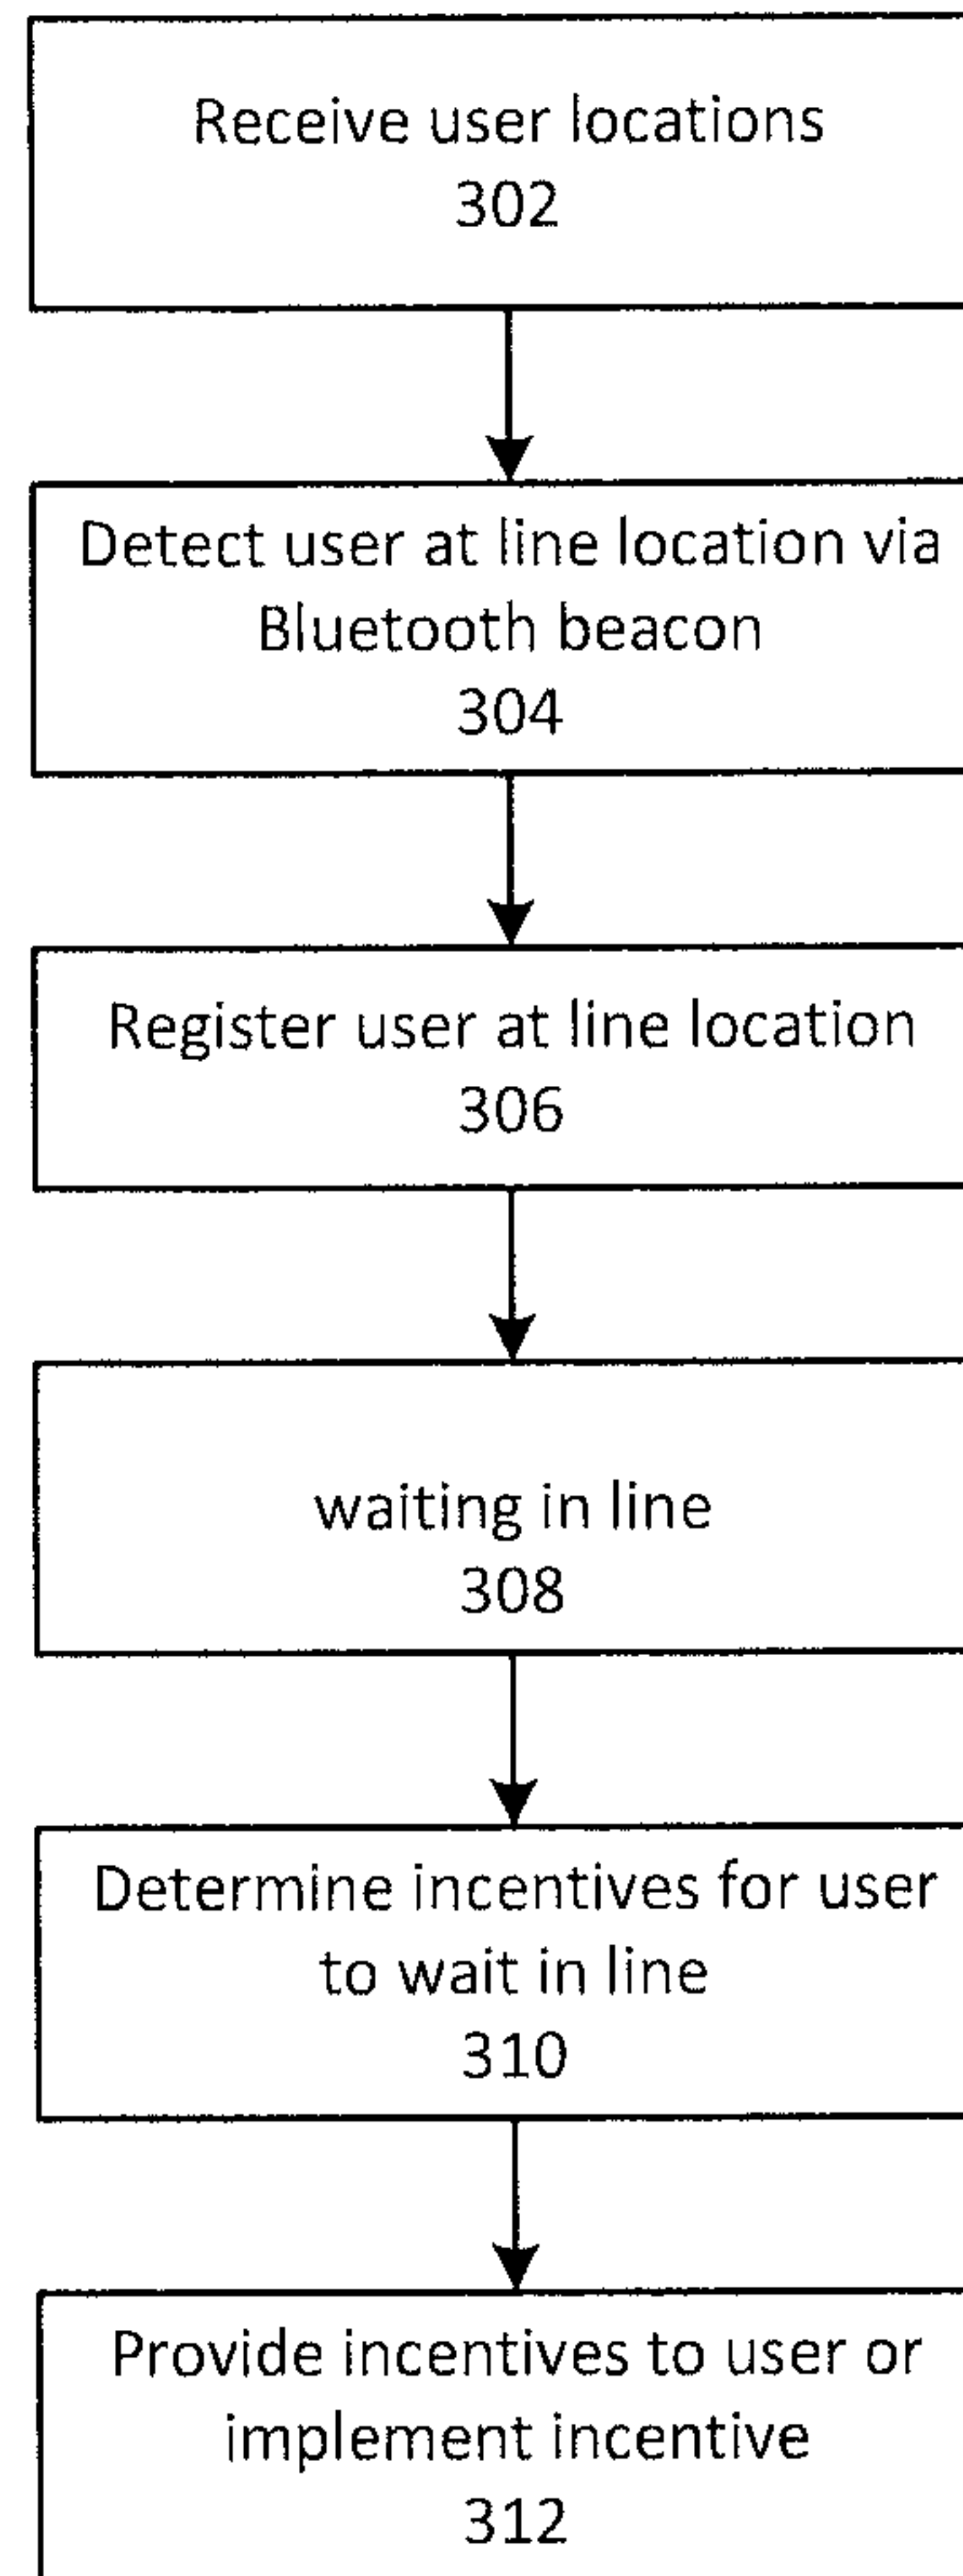 Receive user locations
302
Detect user at line location via
Bluetooth beacon
304
Register user at line location
306
waiting in line
308
Determine incentives for user
to wait in line
310
Provide incentives to user or
implement incentive
312